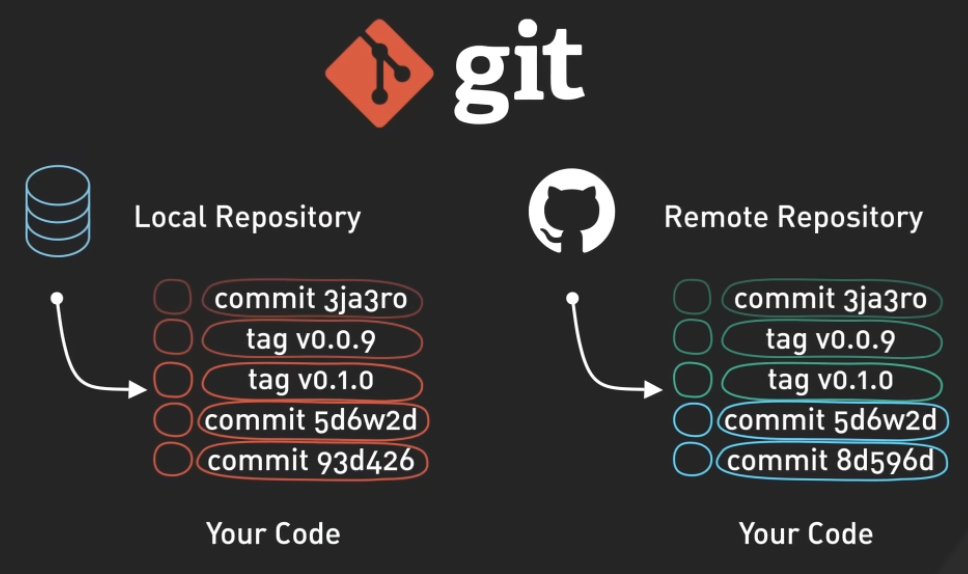 git
Local Repository
commit 3ja3ro
tag v0.0.9
tag v0.1.0
commit 5d6w2d
commit 93d426
Your Code
Remote Repository
commit 3ja3ro
tag v0.0.9
tag v0.1.0
commit 5d6w2d
commit 8d596d
Your Code